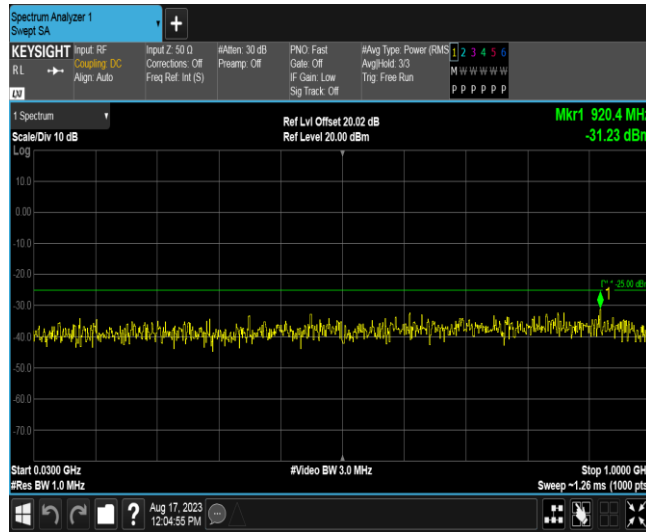 Spectrum Analyzer 1
Swept SA
+
KEYSIGHT Input: RF Input Z: 50 Ω #Atten: 30 dB PNO: Fast #Avg Type: Power (RMS 1 2 3 4 5 6
RL Coupling: DC Corrections: Off Preamp: Off Gate: Off Avg|Hold: 3/3 M W W W W W
Align: Auto Freq Ref: Int (S) IF Gain: Low Trig: Free Run
LXI Sig Track: Off P P P P P P
1 Spectrum Ref Lvl Offset 20.02 dB Mkr1 920.4 MHz
Scale/Div 10 dB Ref Level 20.00 dBm -31.23 dBm
Log
10.0
0.00
-10.0
-20.0
-25.00 dBm
1
-30.0
-40.0
-50.0
-60.0
-70.0
Start 0.0300 GHz #Video BW 3.0 MHz Stop 1.0000 GH
#Res BW 1.0 MHz Sweep ~1.26 ms (1000 pts
? Aug 17, 2023
12:04:55 PM